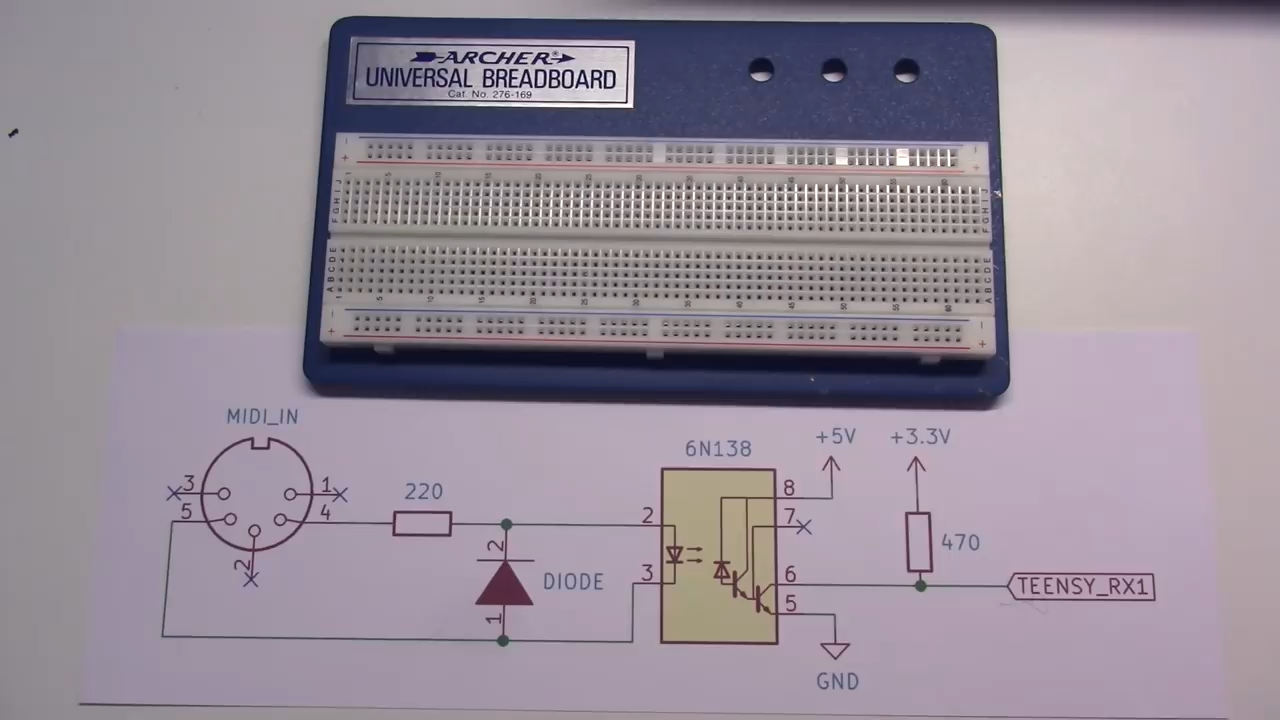 ARCHER®
UNIVERSAL BREADBOARD
Cat. No. 276-169
MIDI_IN
3
1
5
4
2
220
2
DIODE
1
6N138
2
3
8
7
6
5
+5V
+3.3V
470
TEENSY_RX1
GND